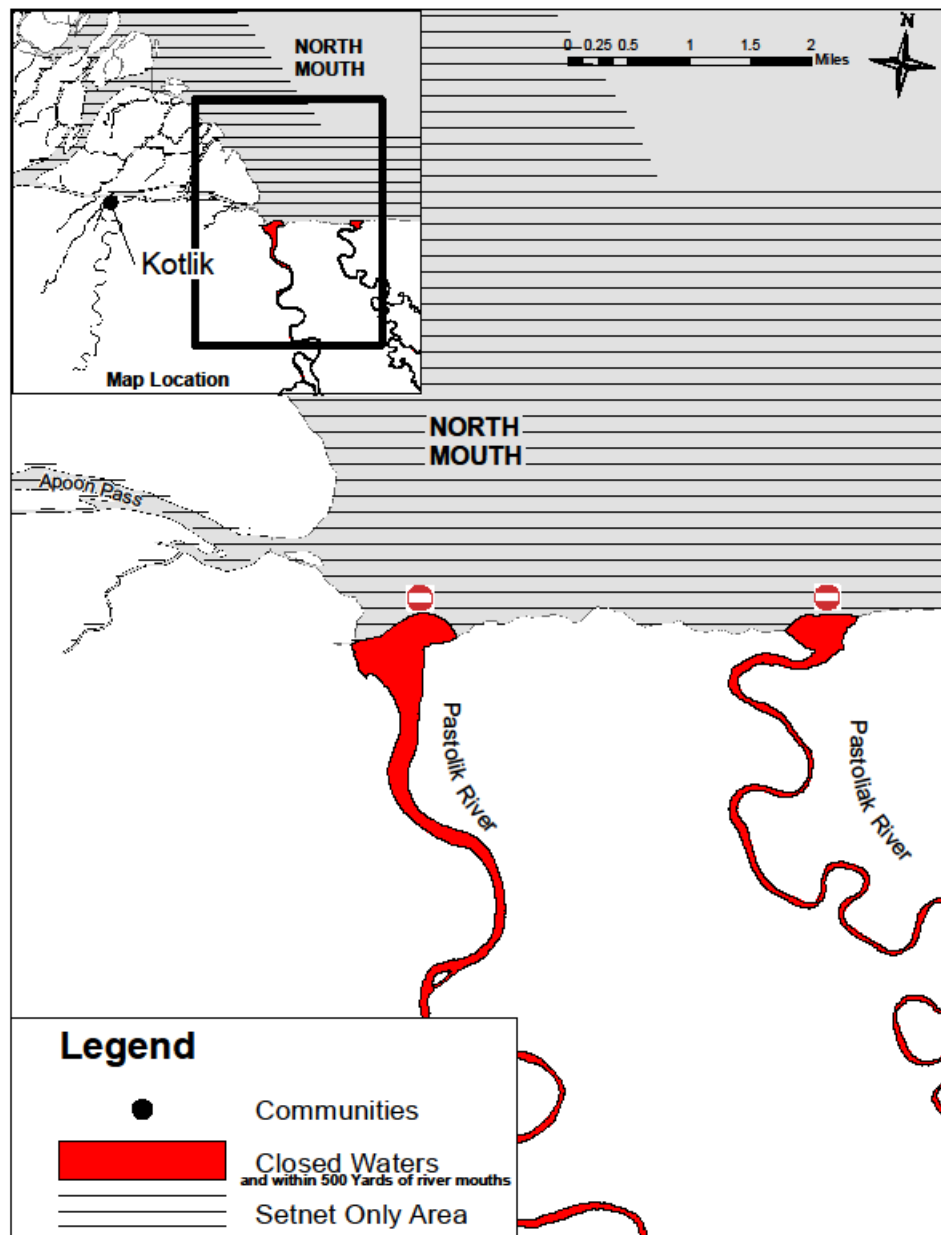 NORTH
MOUTH
Kotlik
Map Location
N
0 0.25 0.5 1 1.5 2
Miles
NORTH
MOUTH
Apoon Pass
Pastolik River
Pastoliak River
Legend
Communities
Closed Waters
and within 500 Yards of river mouths
Setnet Only Area